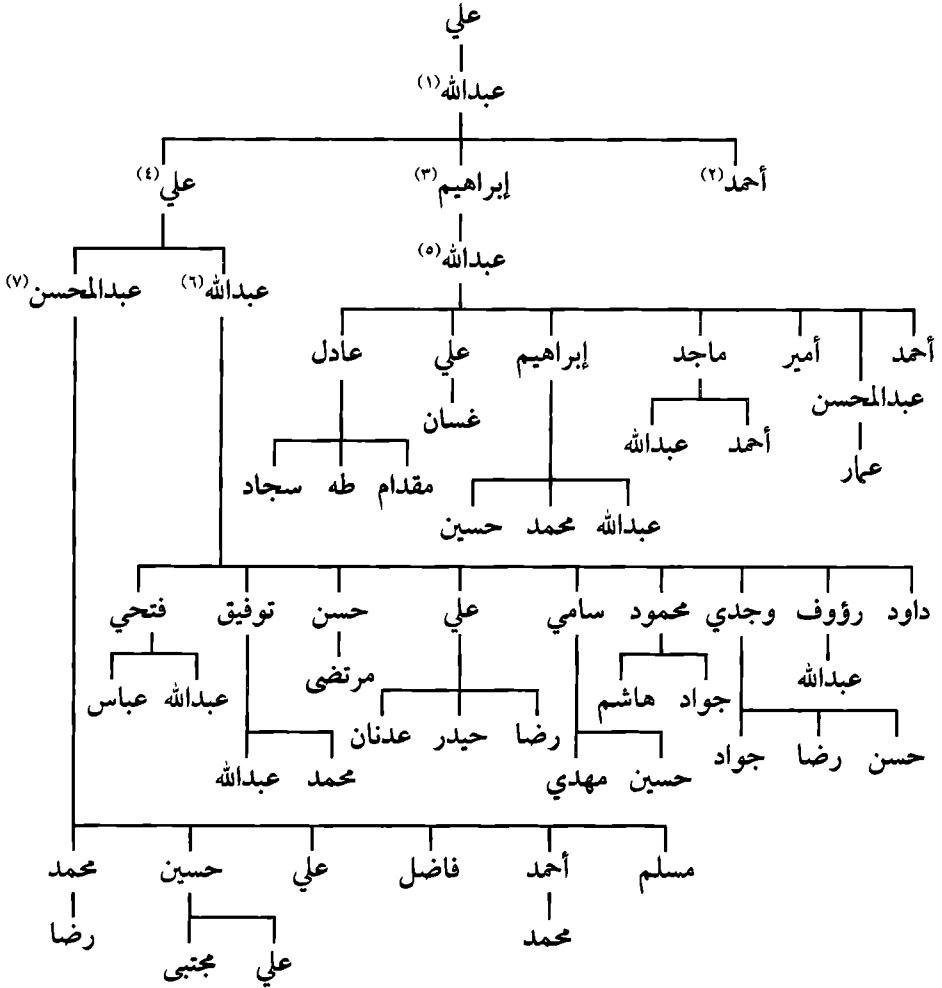 علي
عبدالله(١)
أحمد(٢) إبراهيم(٣) علي(٤)
عبدالله(٥)
عبدالله(٦) عبدالمحسن(٧)
أحمد أمير ماجد إبراهيم علي عادل
عبدالمحسن
غسان
أحمد عبدالله
عمار
مقدام طه سجاد
عبدالله محمد حسين
داود رؤوف وجدي محمود سامي علي حسن توفيق فتحي
عبدالله مرتضى
جواد هاشم عبدالله عباس
رضا حيدر عدنان
حسن رضا جواد
حسين مهدي محمد عبدالله
مسلم أحمد فاضل علي حسين محمد
محمد رضا
علي مجتبى